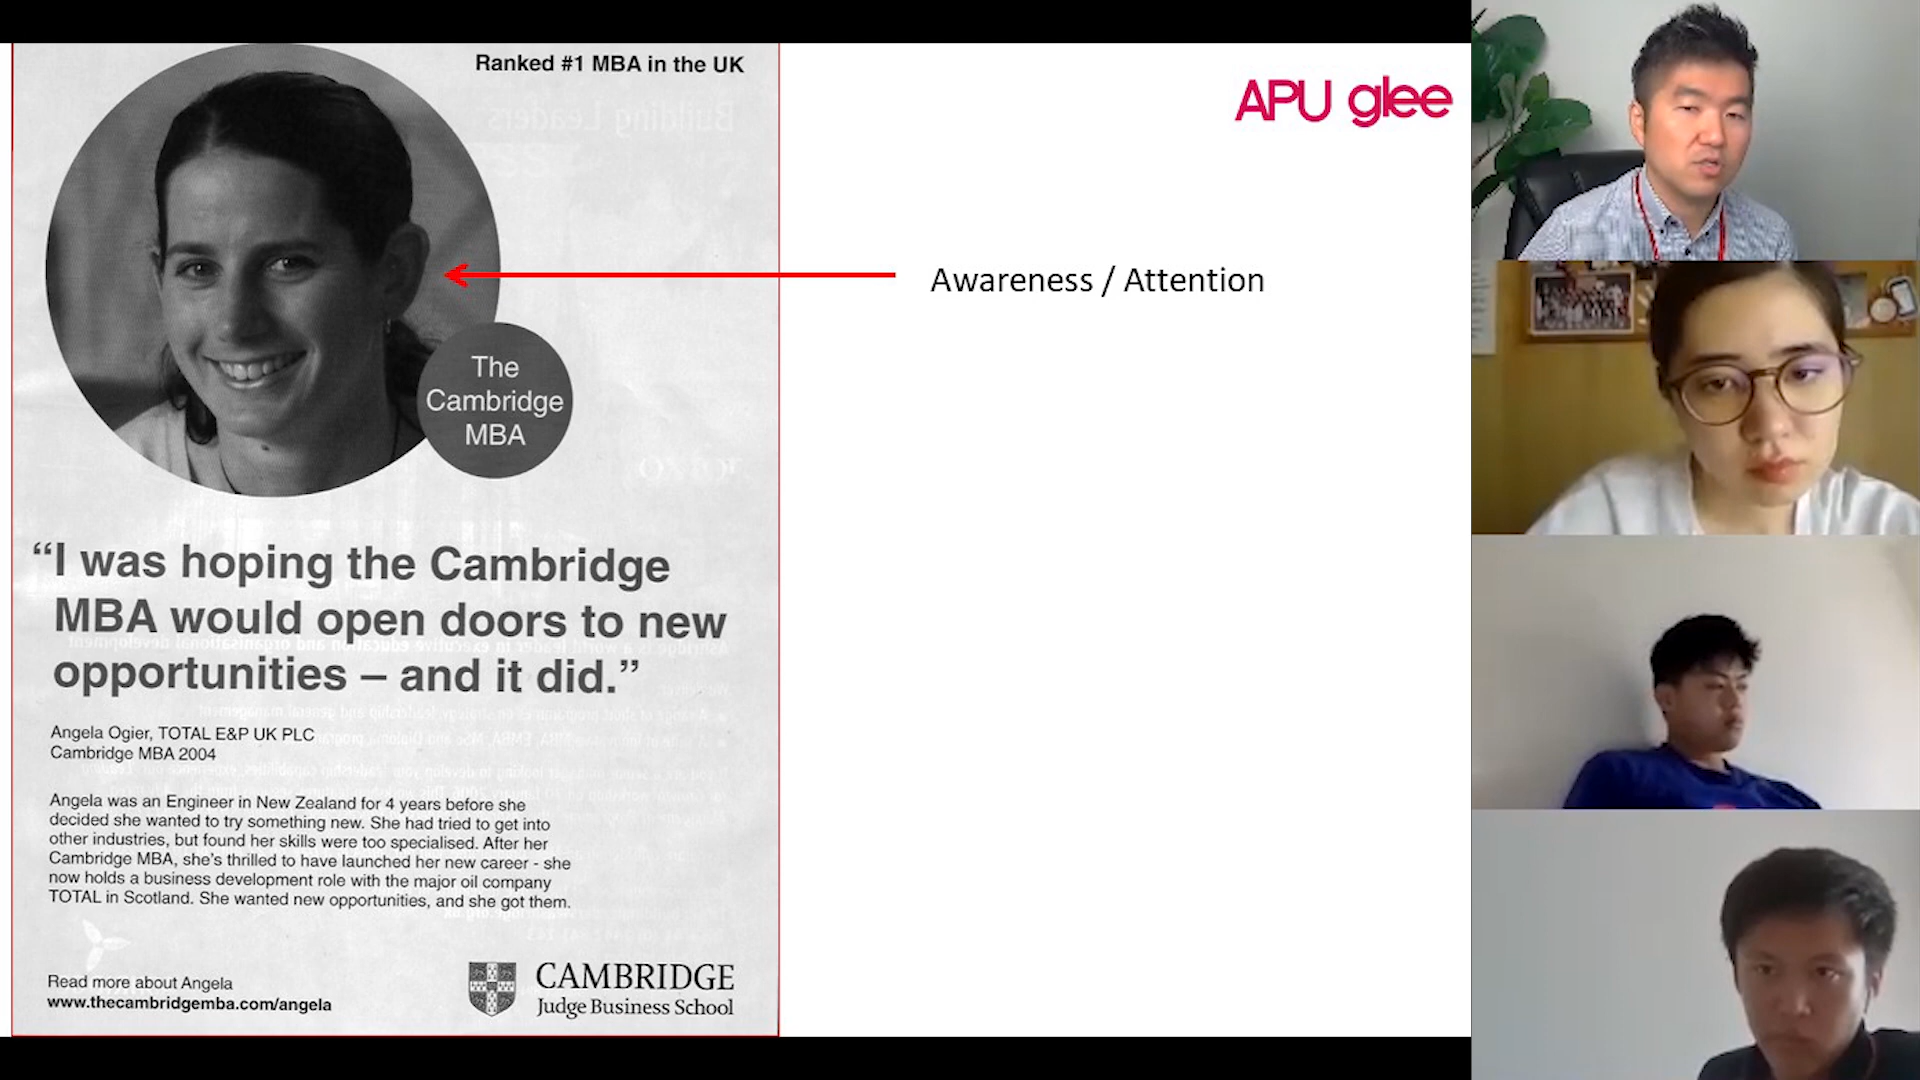 Ranked #1 MBA in the UK
APU glee
Awareness / Attention
The
Cambridge
MBA
“I was hoping the Cambridge
MBA would open doors to new
opportunities – and it did.”
Angela Ogier, TOTAL E&P UK PLC
Cambridge MBA 2004
Angela was an Engineer in New Zealand for 4 years before she
decided she wanted to try something new. She had tried to get into
other industries, but found her skills were too specialised. After her
Cambridge MBA, she's thrilled to have launched her new career - she
now holds a business development role with the major oil company
TOTAL in Scotland. She wanted new opportunities, and she got them.
Read more about Angela
www.thecambridgemba.com/angela
CAMBRIDGE
Judge Business School